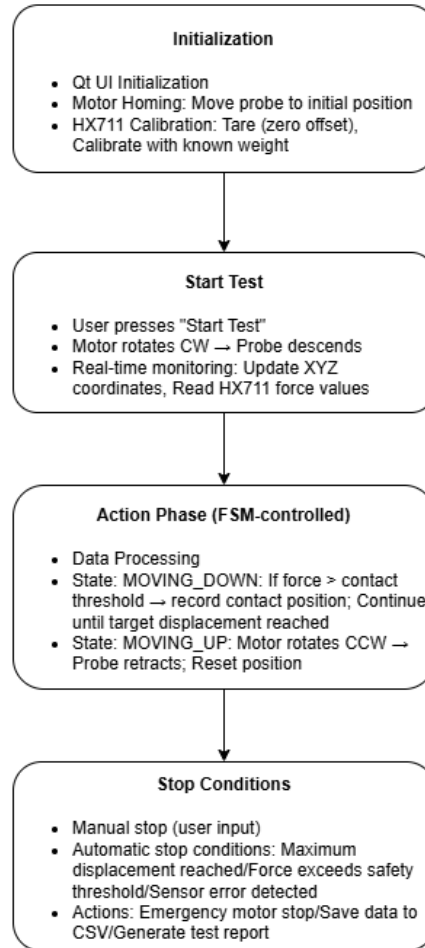 Initialization
• Qt UI Initialization
• Motor Homing: Move probe to initial position
• HX711 Calibration: Tare (zero offset),
Calibrate with known weight
Start Test
• User presses "Start Test"
• Motor rotates CW → Probe descends
• Real-time monitoring: Update XYZ
coordinates, Read HX711 force values
Action Phase (FSM-controlled)
• Data Processing
• State: MOVING_DOWN: If force > contact
threshold → record contact position; Continue
until target displacement reached
• State: MOVING_UP: Motor rotates CCW →
Probe retracts; Reset position
Stop Conditions
• Manual stop (user input)
• Automatic stop conditions: Maximum
displacement reached/Force exceeds safety
threshold/Sensor error detected
• Actions: Emergency motor stop/Save data to
CSV/Generate test report